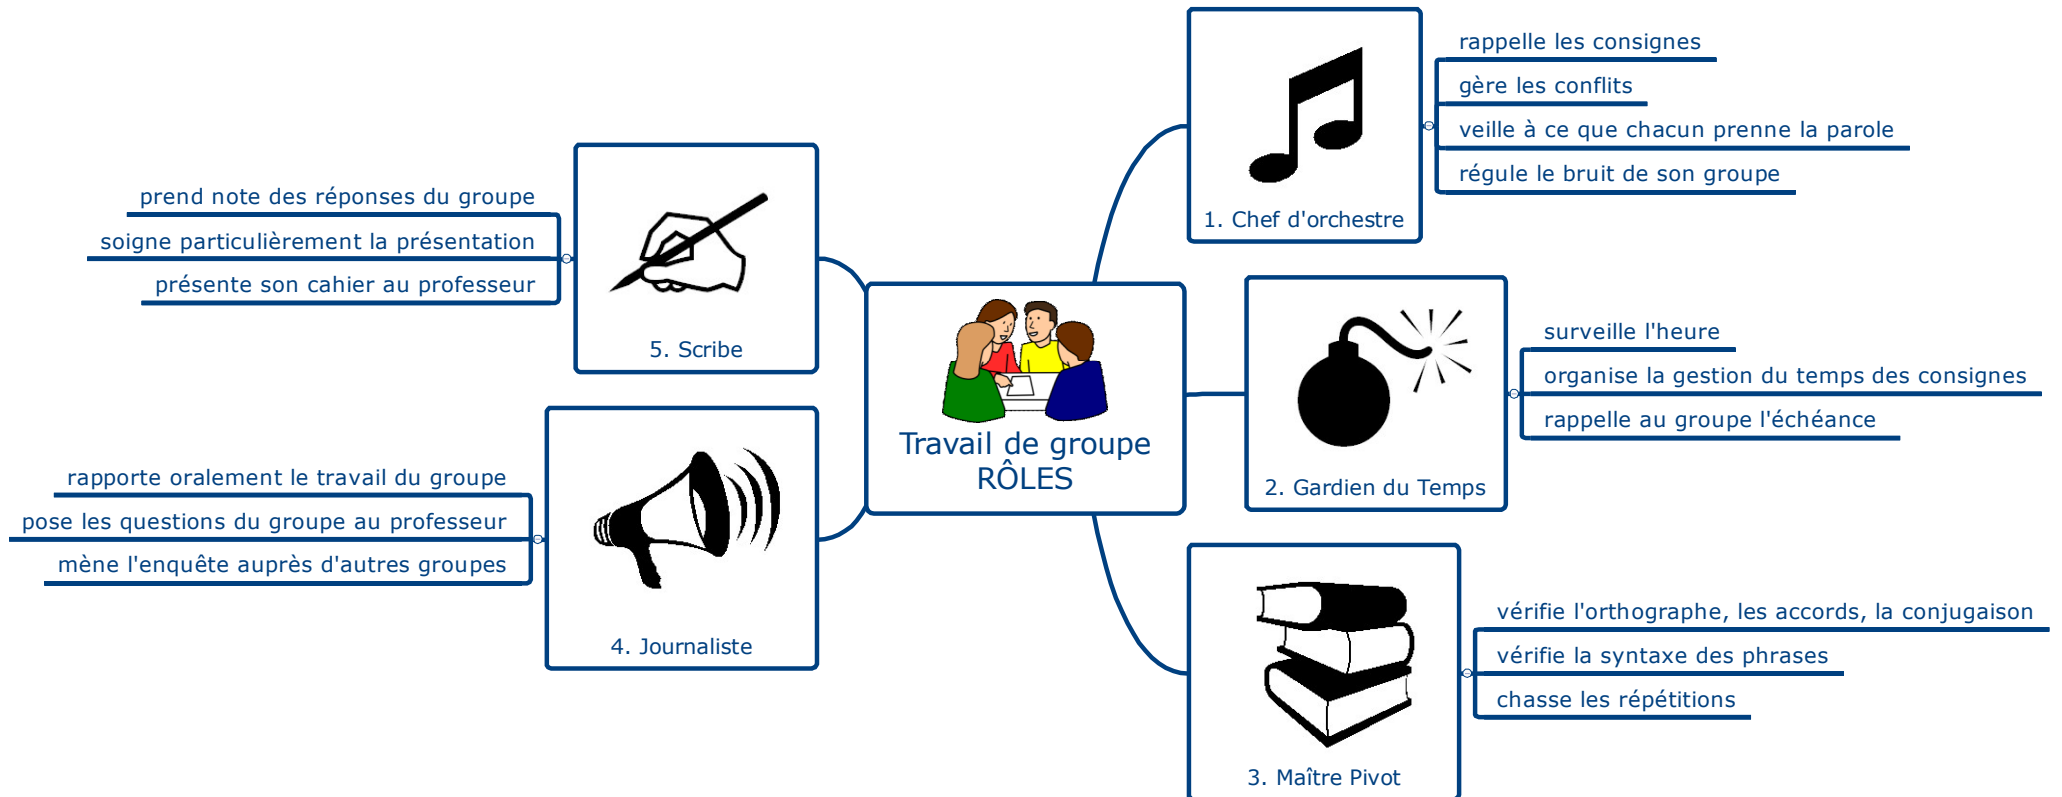 Travail de groupe
RÔLES
1. Chef d'orchestre
rappelle les consignes
gère les conflits
veille à ce que chacun prenne la parole
régule le bruit de son groupe
2. Gardien du Temps
surveille l'heure
organise la gestion du temps des consignes
rappelle au groupe l'échéance
3. Maître Pivot
vérifie l'orthographe, les accords, la conjugaison
vérifie la syntaxe des phrases
chasse les répétitions
4. Journaliste
rapporte oralement le travail du groupe
pose les questions du groupe au professeur
mène l'enquête auprès d'autres groupes
5. Scribe
prend note des réponses du groupe
soigne particulièrement la présentation
présente son cahier au professeur